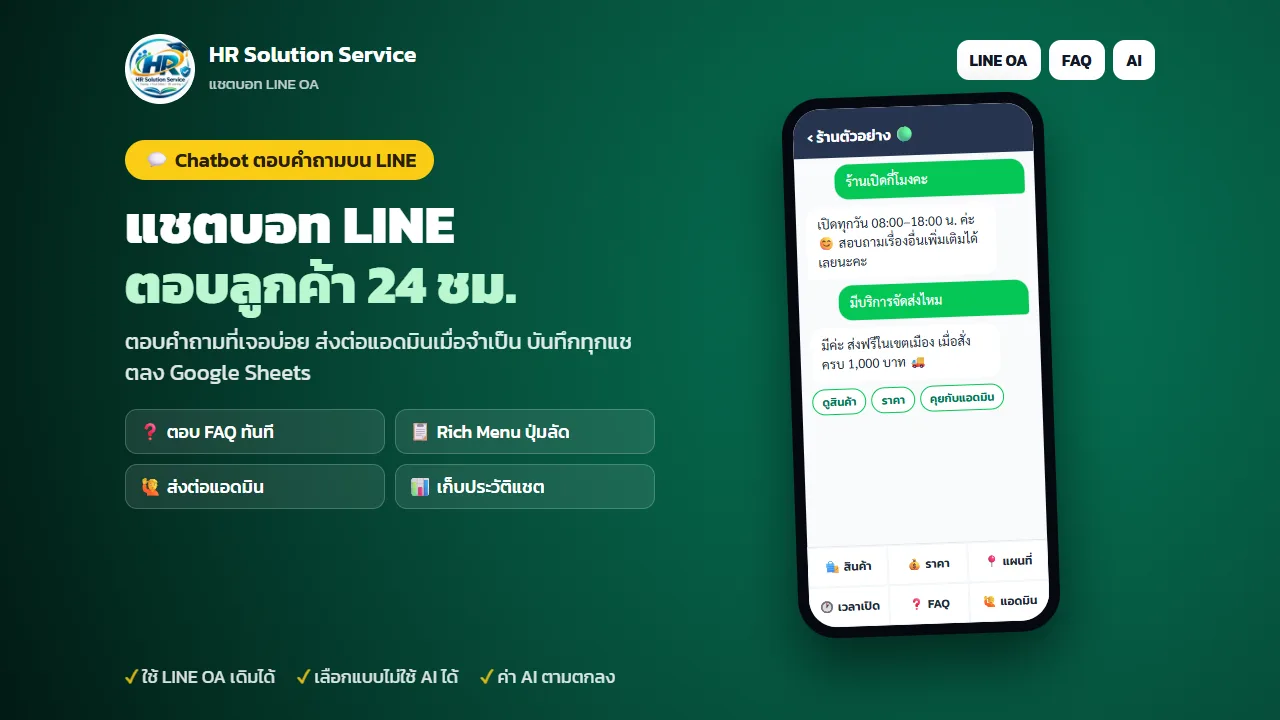 HR
HR Solution Service
HR Solution Service
แชตบอท LINE OA
LINE OA
FAQ
AI
Chatbot ตอบคำถามบน LINE
แชตบอท LINE
ตอบลูกค้า 24 ชม.
ตอบคำถามที่เจอบ่อย ส่งต่อแอดมินเมื่อจำเป็น บันทึกทุกแช
ตลง Google Sheets
ตอบ FAQ ทันที
Rich Menu ปุ่มลัด
ส่งต่อแอดมิน
เก็บประวัติแชต
✓ ใช้ LINE OA เดิมได้
✓ เลือกแบบไม่ใช้ AI ได้
✓ ค่า AI ตามตกลง
‹ ร้านตัวอย่าง
ร้านเปิดกี่โมงคะ
เปิดทุกวัน 08:00–18:00 น. ค่ะ
😊 สอบถามเรื่องอื่นเพิ่มเติมได้
เลยนะคะ
มีบริการจัดส่งไหม
มีค่ะ ส่งฟรีในเขตเมือง เมื่อสั่ง
ครบ 1,000 บาท 🚚
ดูสินค้า
ราคา
คุยกับแอดมิน
สินค้า
ราคา
แผนที่
เวลาเปิด
FAQ
แอดมิน